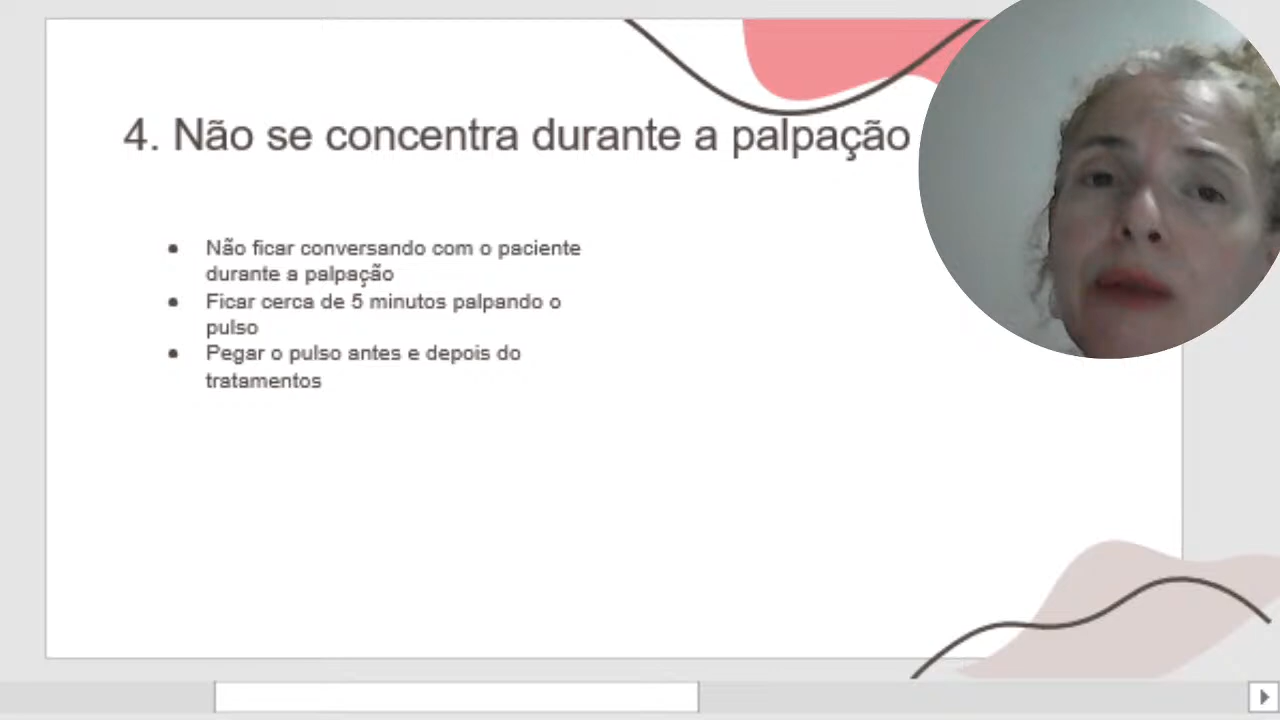 4. Não se concentra durante a palpação
● Não ficar conversando com o paciente
durante a palpação
● Ficar cerca de 5 minutos palpando o
pulso
● Pegar o pulso antes e depois do
tratamentos